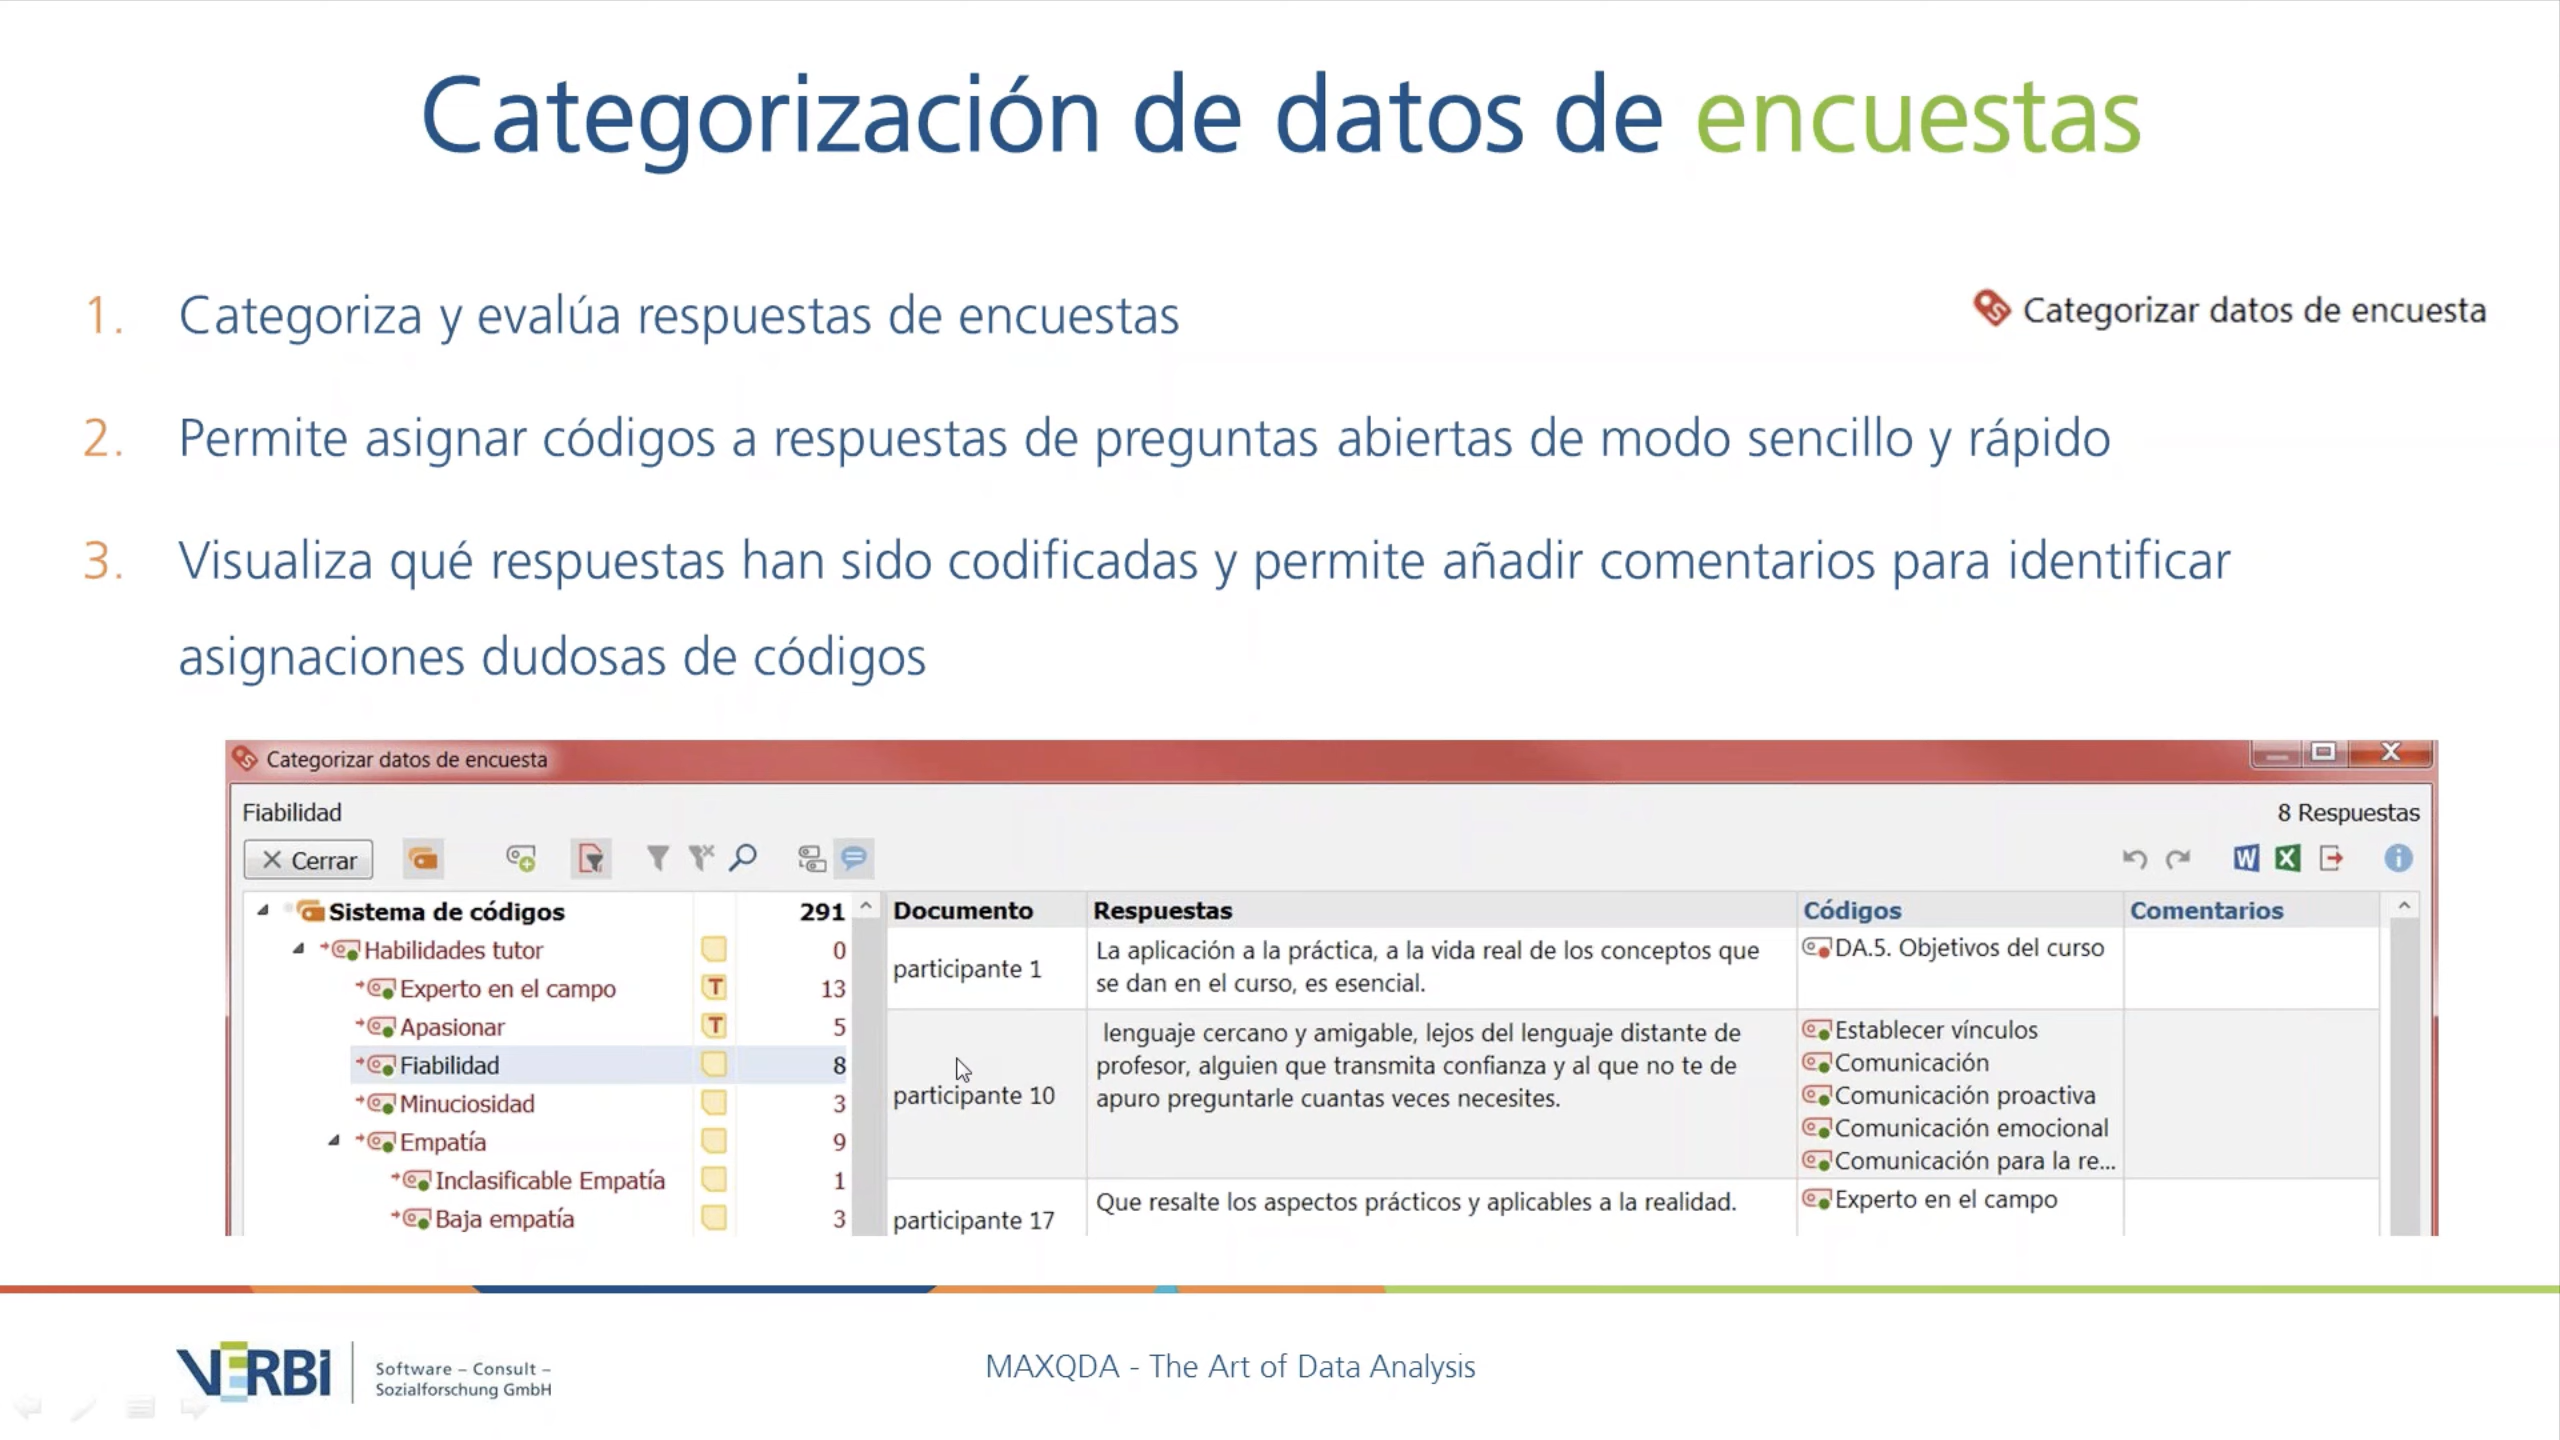 Categorización de datos de encuestas
1. Categoriza y evalúa respuestas de encuestas
Categorizar datos de encuesta
2. Permite asignar códigos a respuestas de preguntas abiertas de modo sencillo y rápido
3. Visualiza qué respuestas han sido codificadas y permite añadir comentarios para identificar
asignaciones dudosas de códigos
Categorizar datos de encuesta
Fiabilidad
8 Respuestas
Cerrar
Sistema de códigos 291
Habilidades tutor 0
Experto en el campo 13
Apasionar 5
Fiabilidad 8
Minuciosidad 3
Empatía 9
Inclasificable Empatía 1
Baja empatía 3
Documento Respuestas Códigos Comentarios
participante 1
La aplicación a la práctica, a la vida real de los conceptos que
se dan en el curso, es esencial.
DA.5. Objetivos del curso
participante 10
lenguaje cercano y amigable, lejos del lenguaje distante de
profesor, alguien que transmita confianza y al que no te de
apuro preguntarle cuantas veces necesites.
Establecer vínculos
Comunicación
Comunicación proactiva
Comunicación emocional
Comunicación para la re...
participante 17
Que resalte los aspectos prácticos y aplicables a la realidad.
Experto en el campo
VERBI
Software – Consult –
Sozialforschung GmbH
MAXQDA - The Art of Data Analysis